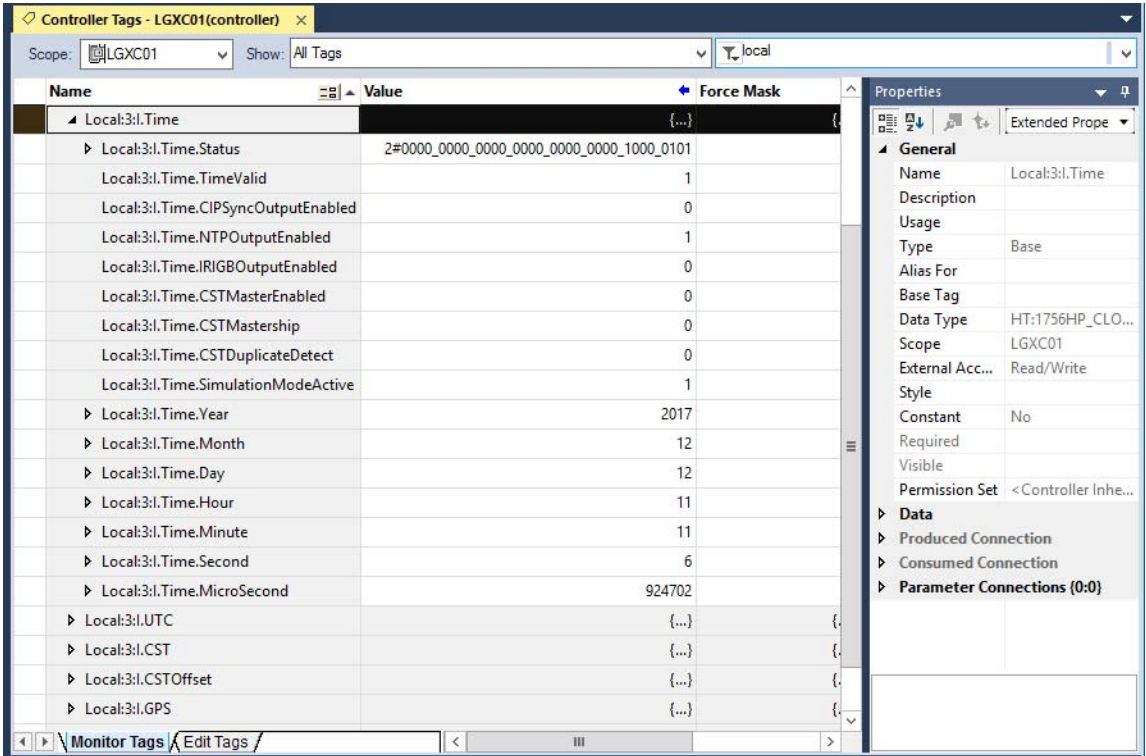 Controller Tags - LGXC01(controller) ×
Scope: LGXC01 Show: All Tags local
Name Value Force Mask
Local:3:I.Time {...} {.
Local:3:I.Time.Status 2#0000_0000_0000_0000_0000_0000_1000_0101
Local:3:I.Time.TimeValid 1
Local:3:I.Time.CIPSyncOutputEnabled 0
Local:3:I.Time.NTPOutputEnabled 1
Local:3:I.Time.IRIGBOutputEnabled 0
Local:3:I.Time.CSTMasterEnabled 0
Local:3:I.Time.CSTMastership 0
Local:3:I.Time.CSTDuplicateDetect 0
Local:3:I.Time.SimulationModeActive 1
Local:3:I.Time.Year 2017
Local:3:I.Time.Month 12
Local:3:I.Time.Day 12
Local:3:I.Time.Hour 11
Local:3:I.Time.Minute 11
Local:3:I.Time.Second 6
Local:3:I.Time.MicroSecond 924702
Local:3:I.UTC {...} {.
Local:3:I.CST {...} {.
Local:3:I.CSTOffset {...} {.
Local:3:I.GPS {...} {.
Monitor Tags Edit Tags
Properties
Extended Prope
General
Name Local:3:I.Time
Description
Usage
Type Base
Alias For
Base Tag
Data Type HT:1756HP_CLO...
Scope LGXC01
External Acc... Read/Write
Style
Constant No
Required
Visible
Permission Set <Controller Inhe...
Data
Produced Connection
Consumed Connection
Parameter Connections {0:0}